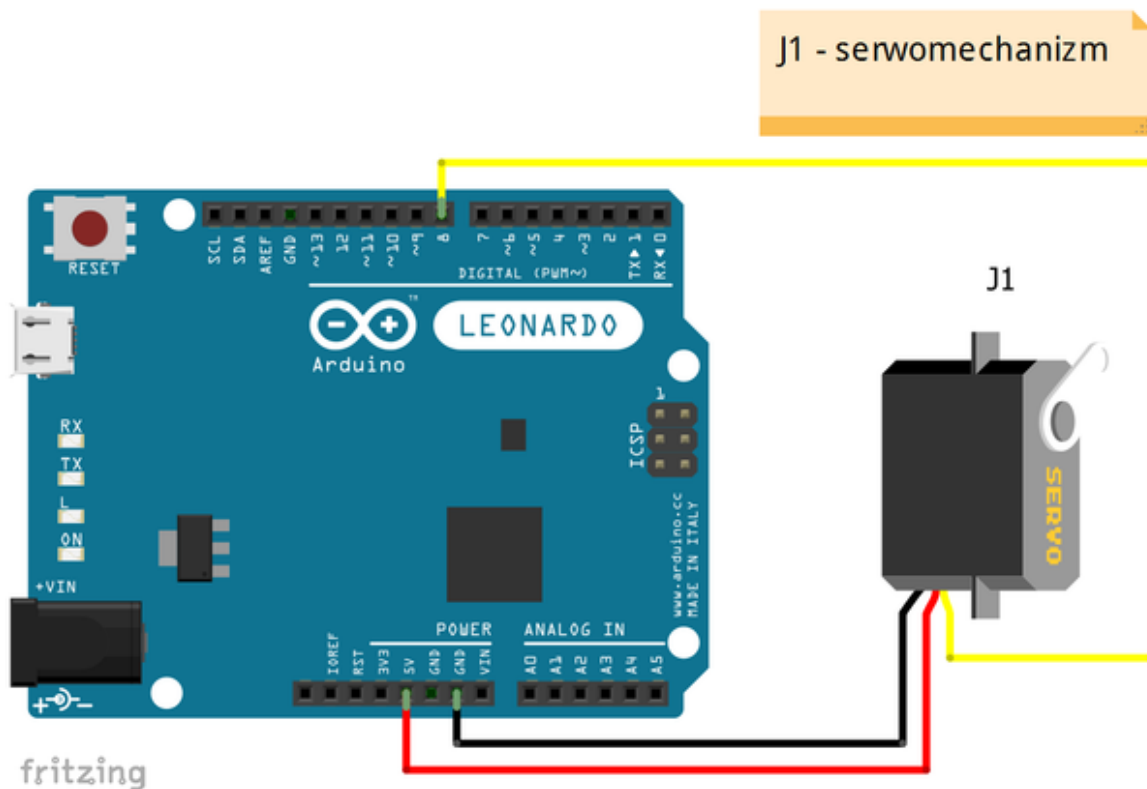 J1 - serwomechanizm
RESET
SCL
SDA
AREF
GND
~13
12
~11
~10
~9
8
7
~6
~5
4
~3
2
TX▶1
RX◀0
DIGITAL (PWM~)
TM
LEONARDO
Arduino
J1
1
ICSP
RX
TX
L
ON
SERVO
www.arduino.cc
MADE IN ITALY
+VIN
POWER
ANALOG IN
IOREF
RST
3V3
5V
GND
GND
VIN
A0
A1
A2
A3
A4
A5
+ -
fritzing